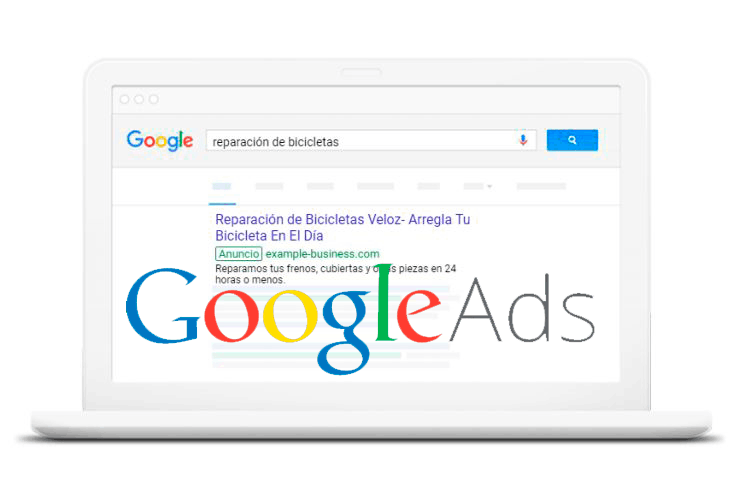 Google
reparación de bicicletas
Reparación de Bicicletas Veloz- Arregla Tu
Bicicleta En El Día
Anuncio example-business.com
Reparamos tus frenos, cubiertas y otras piezas en 24
horas o menos.
GoogleAds